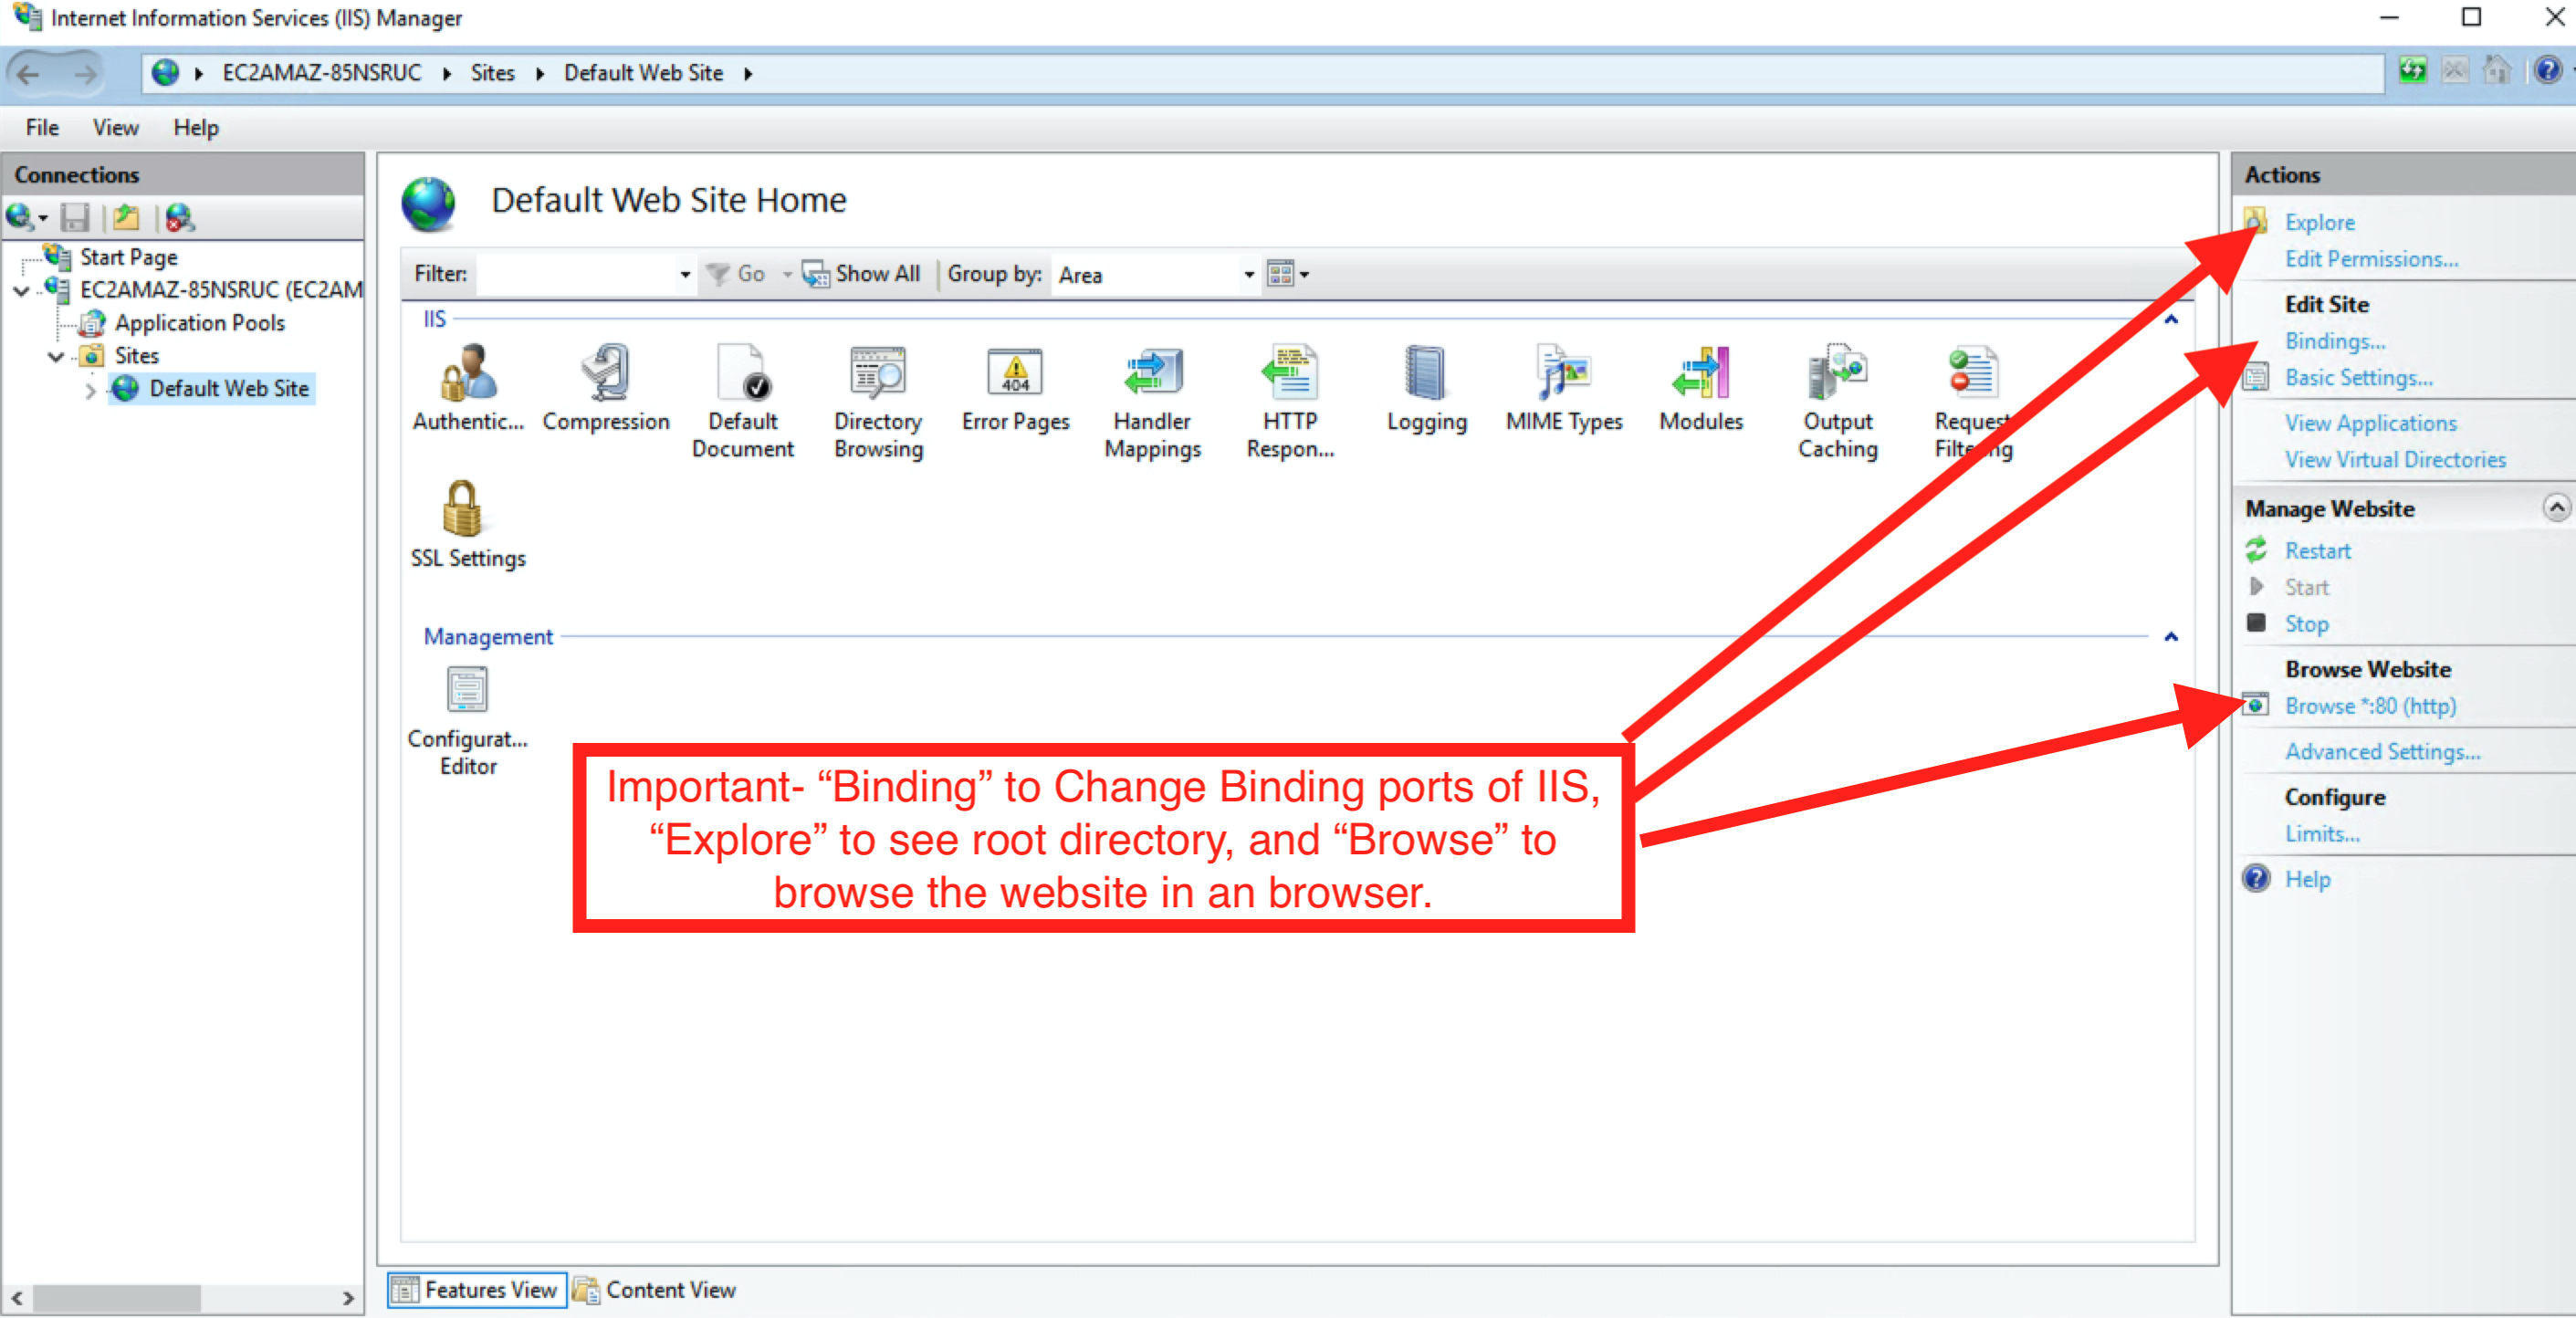 Internet Information Services (IIS) Manager
EC2AMAZ-85NSRUC Sites Default Web Site
File View Help
Connections
Start Page
EC2AMAZ-85NSRUC (EC2AM
Application Pools
Sites
Default Web Site
Default Web Site Home
Filter: Go Show All Group by: Area
IIS
Authentic... Compression Default Directory Error Pages Handler HTTP Logging MIME Types Modules Output Request
Document Browsing Mappings Respon... Caching Filtering
404
SSL Settings
Management
Configurat...
Editor
Important- “Binding” to Change Binding ports of IIS,
“Explore” to see root directory, and “Browse” to
browse the website in an browser.
Features View Content View
Actions
Explore
Edit Permissions...
Edit Site
Bindings...
Basic Settings...
View Applications
View Virtual Directories
Manage Website
Restart
Start
Stop
Browse Website
Browse *:80 (http)
Advanced Settings...
Configure
Limits...
Help